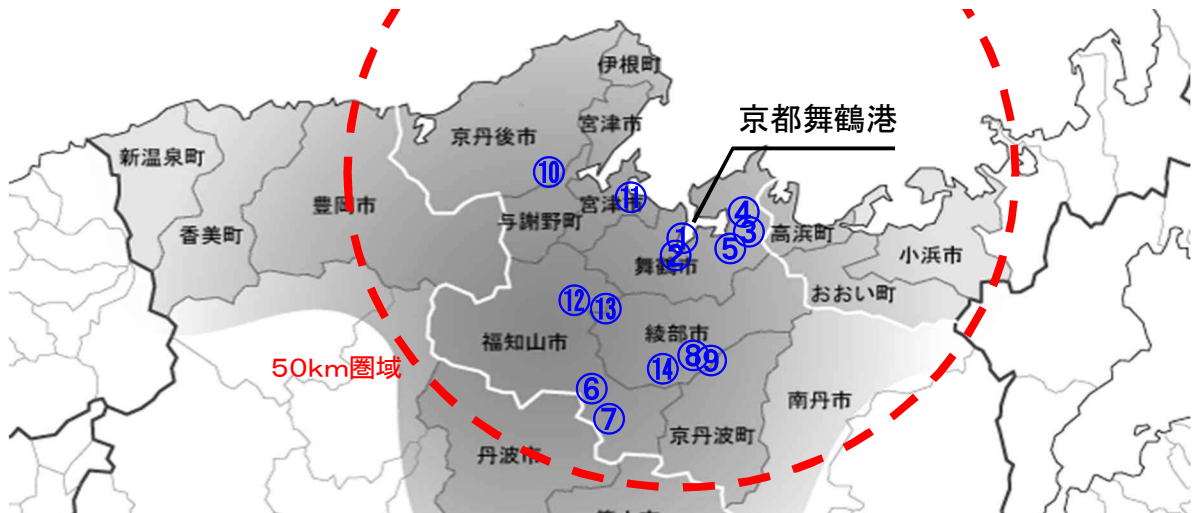 伊根町
京都舞鶴港
宮津市
京丹後市
新温泉町
⑩
⑪
豊岡市
宮津市
④
与謝野町
①
③
高浜町
香美町
②
⑤
小浜市
舞鶴市
おおい町
⑫
⑬
綾部市
福知山市
⑧
⑨
50km圏域
⑭
⑥
南丹市
⑦
京丹波町
丹波市